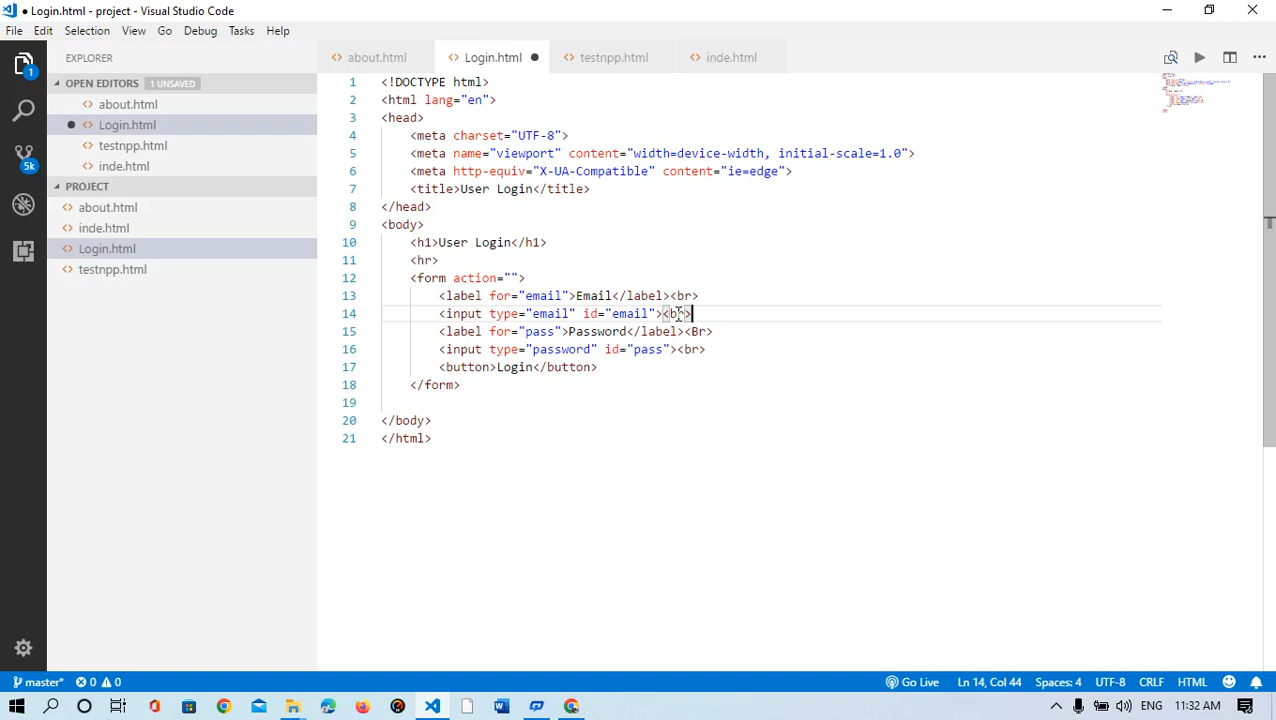 Login.html - project - Visual Studio Code
File Edit Selection View Go Debug Tasks Help
EXPLORER
about.html Login.html testnpp.html inde.html
OPEN EDITORS 1 UNSAVED
about.html
Login.html
testnpp.html
inde.html
PROJECT
about.html
inde.html
Login.html
testnpp.html
1
5k
1 <!DOCTYPE html>
2 <html lang="en">
3 <head>
4 <meta charset="UTF-8">
5 <meta name="viewport" content="width=device-width, initial-scale=1.0">
6 <meta http-equiv="X-UA-Compatible" content="ie=edge">
7 <title>User Login</title>
8 </head>
9 <body>
10 <h1>User Login</h1>
11 <hr>
12 <form action="">
13 <label for="email">Email</label><br>
14 <input type="email" id="email"><br>
15 <label for="pass">Password</label><Br>
16 <input type="password" id="pass"><br>
17 <button>Login</button>
18 </form>
19
20 </body>
21 </html>
master* 0 0 Go Live Ln 14, Col 44 Spaces: 4 UTF-8 CRLF HTML
ENG 11:32 AM